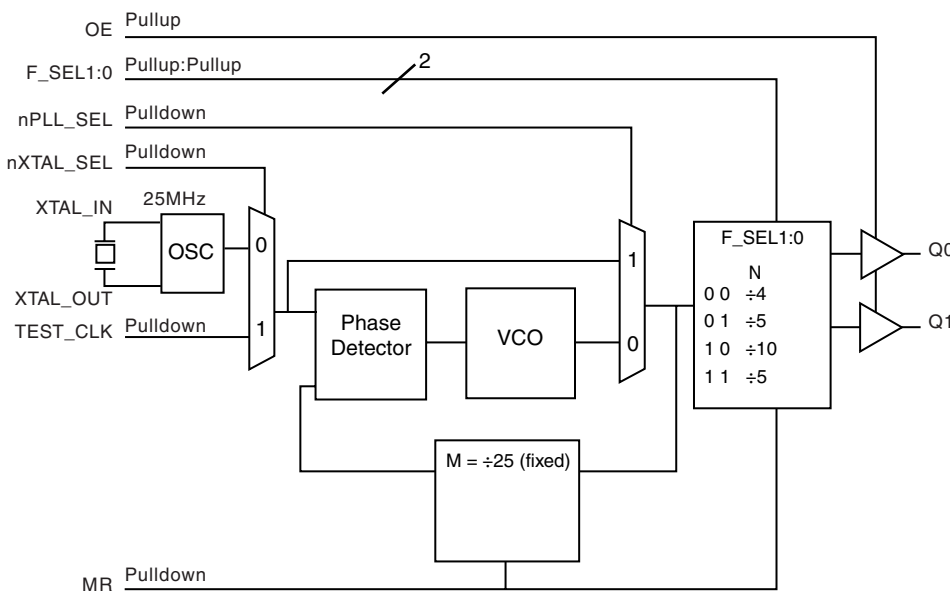 OE Pullup
F_SEL1:0 Pullup:Pullup 2
nPLL_SEL Pulldown
nXTAL_SEL Pulldown
XTAL_IN
25MHz
OSC
XTAL_OUT
TEST_CLK Pulldown
0
1
Phase
Detector
VCO
1
0
M = ÷25 (fixed)
F_SEL1:0
N
0 0 ÷4
0 1 ÷5
1 0 ÷10
1 1 ÷5
Q0
Q1
MR Pulldown